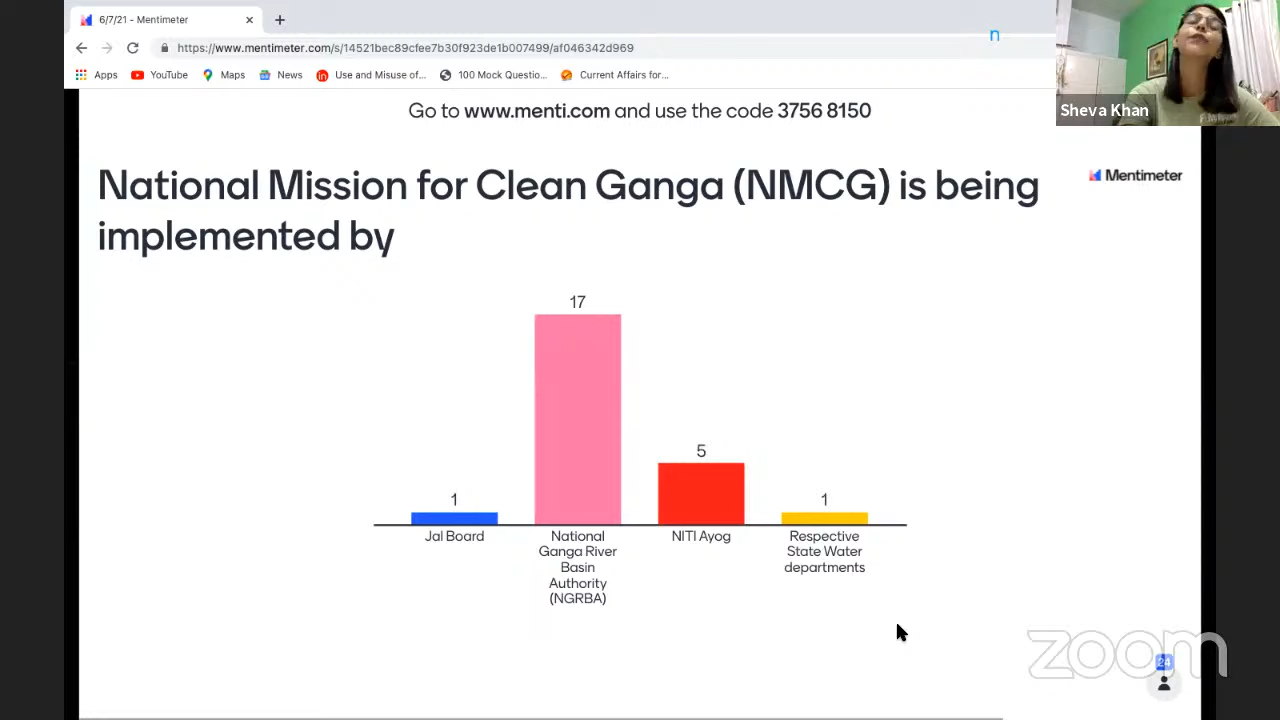 6/7/21 - Mentimeter
https://www.mentimeter.com/s/14521bec89cfee7b30f923de1b007499/af046342d969
n
Apps YouTube Maps News Use and Misuse of... 100 Mock Questio... Current Affairs for...
Sheva Khan
Go to www.menti.com and use the code 3756 8150
Mentimeter
National Mission for Clean Ganga (NMCG) is being
implemented by
17
5
1
1
Jal Board
National
Ganga River
Basin
Authority
(NGRBA)
NITI Ayog
Respective
State Water
departments
zoom
24